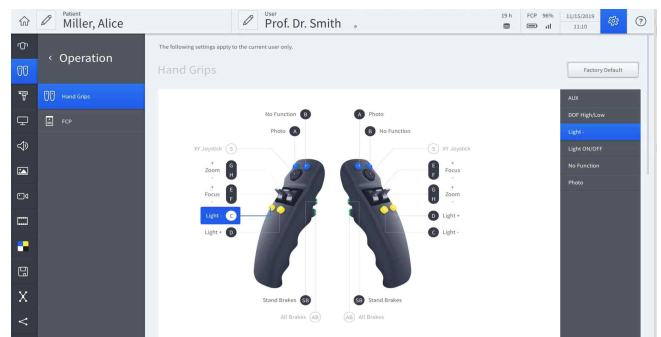 Patient
Miller, Alice
User
Prof. Dr. Smith
19 h
FCP 96%
11/15/2019
11:10
?
< Operation
Hand Grips
FCP
The following settings apply to the current user only.
Hand Grips
Factory Default
No Function B
Photo A
XY Joystick S
+
Zoom
-
G
H
+
Focus
-
E
F
Light - C
Light + D
Stand Brakes SB
All Brakes AB
A Photo
B No Function
S XY Joystick
E
F
+
Focus
-
G
H
+
Zoom
-
D Light +
C Light -
SB Stand Brakes
AB All Brakes
AUX
DOF High/Low
Light -
Light ON/OFF
No Function
Photo